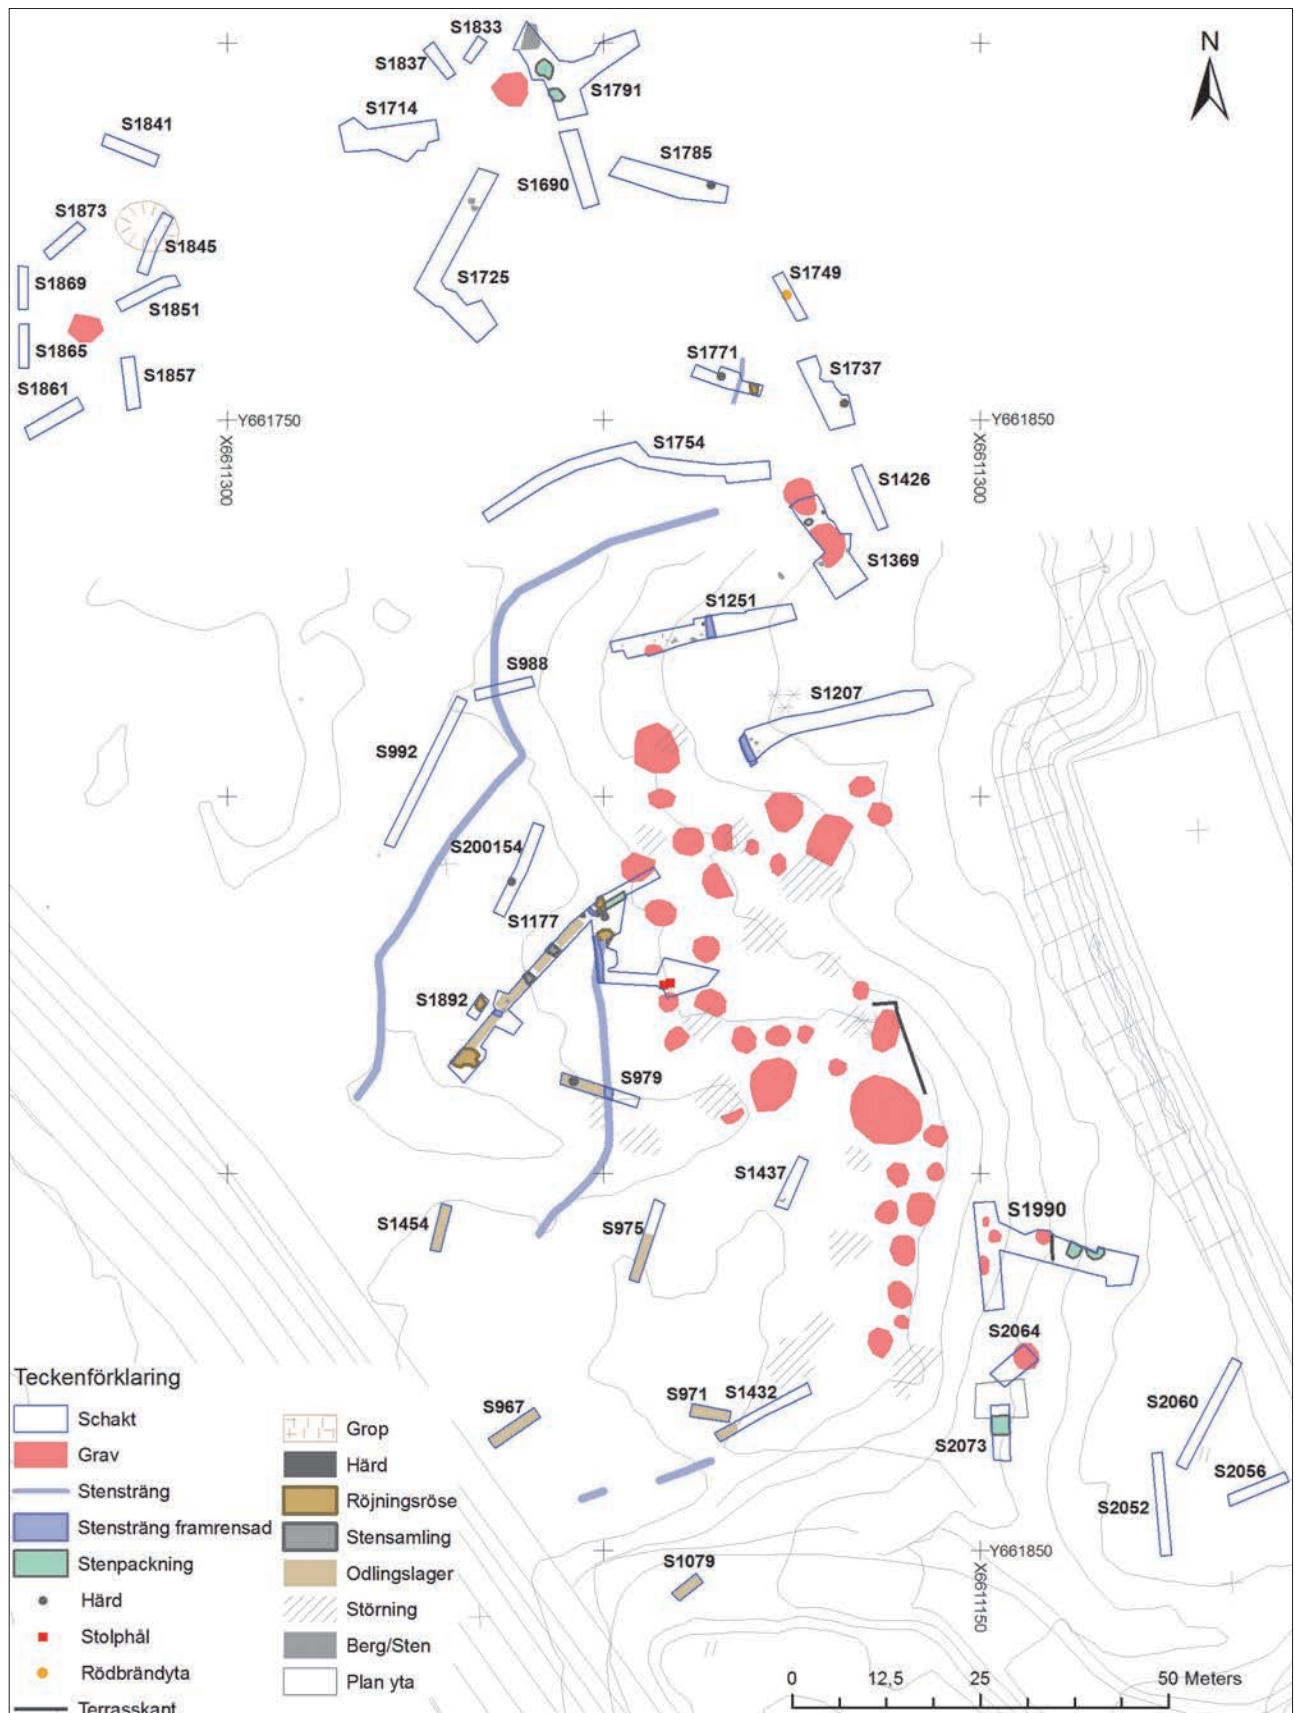 S1833
N
S1837
S1791
S1714
S1841
S1785
S1690
S1873
S1845
S1869
S1725
S1749
S1851
S1865
S1771
S1737
S1857
S1861
Y661750
Y661850
X6611300
X6611300
S1754
S1426
S1369
S1251
S988
S1207
S992
S200154
S1177
S1892
S979
S1437
S1454
S975
S1990
S2064
S971
S1432
S967
S2060
S2073
S2056
S2052
S1079
Y661850
X6611150
Teckenförklaring
Schakt
Grav
Stensträng
Stensträng framrensad
Stenpackning
Härd
Stolphål
Rödbrändyta
Terrasskant
Grop
Härd
Röjningsröse
Stensamling
Odlingslager
Störning
Berg/Sten
Plan yta
0 12,5 25 50 Meters